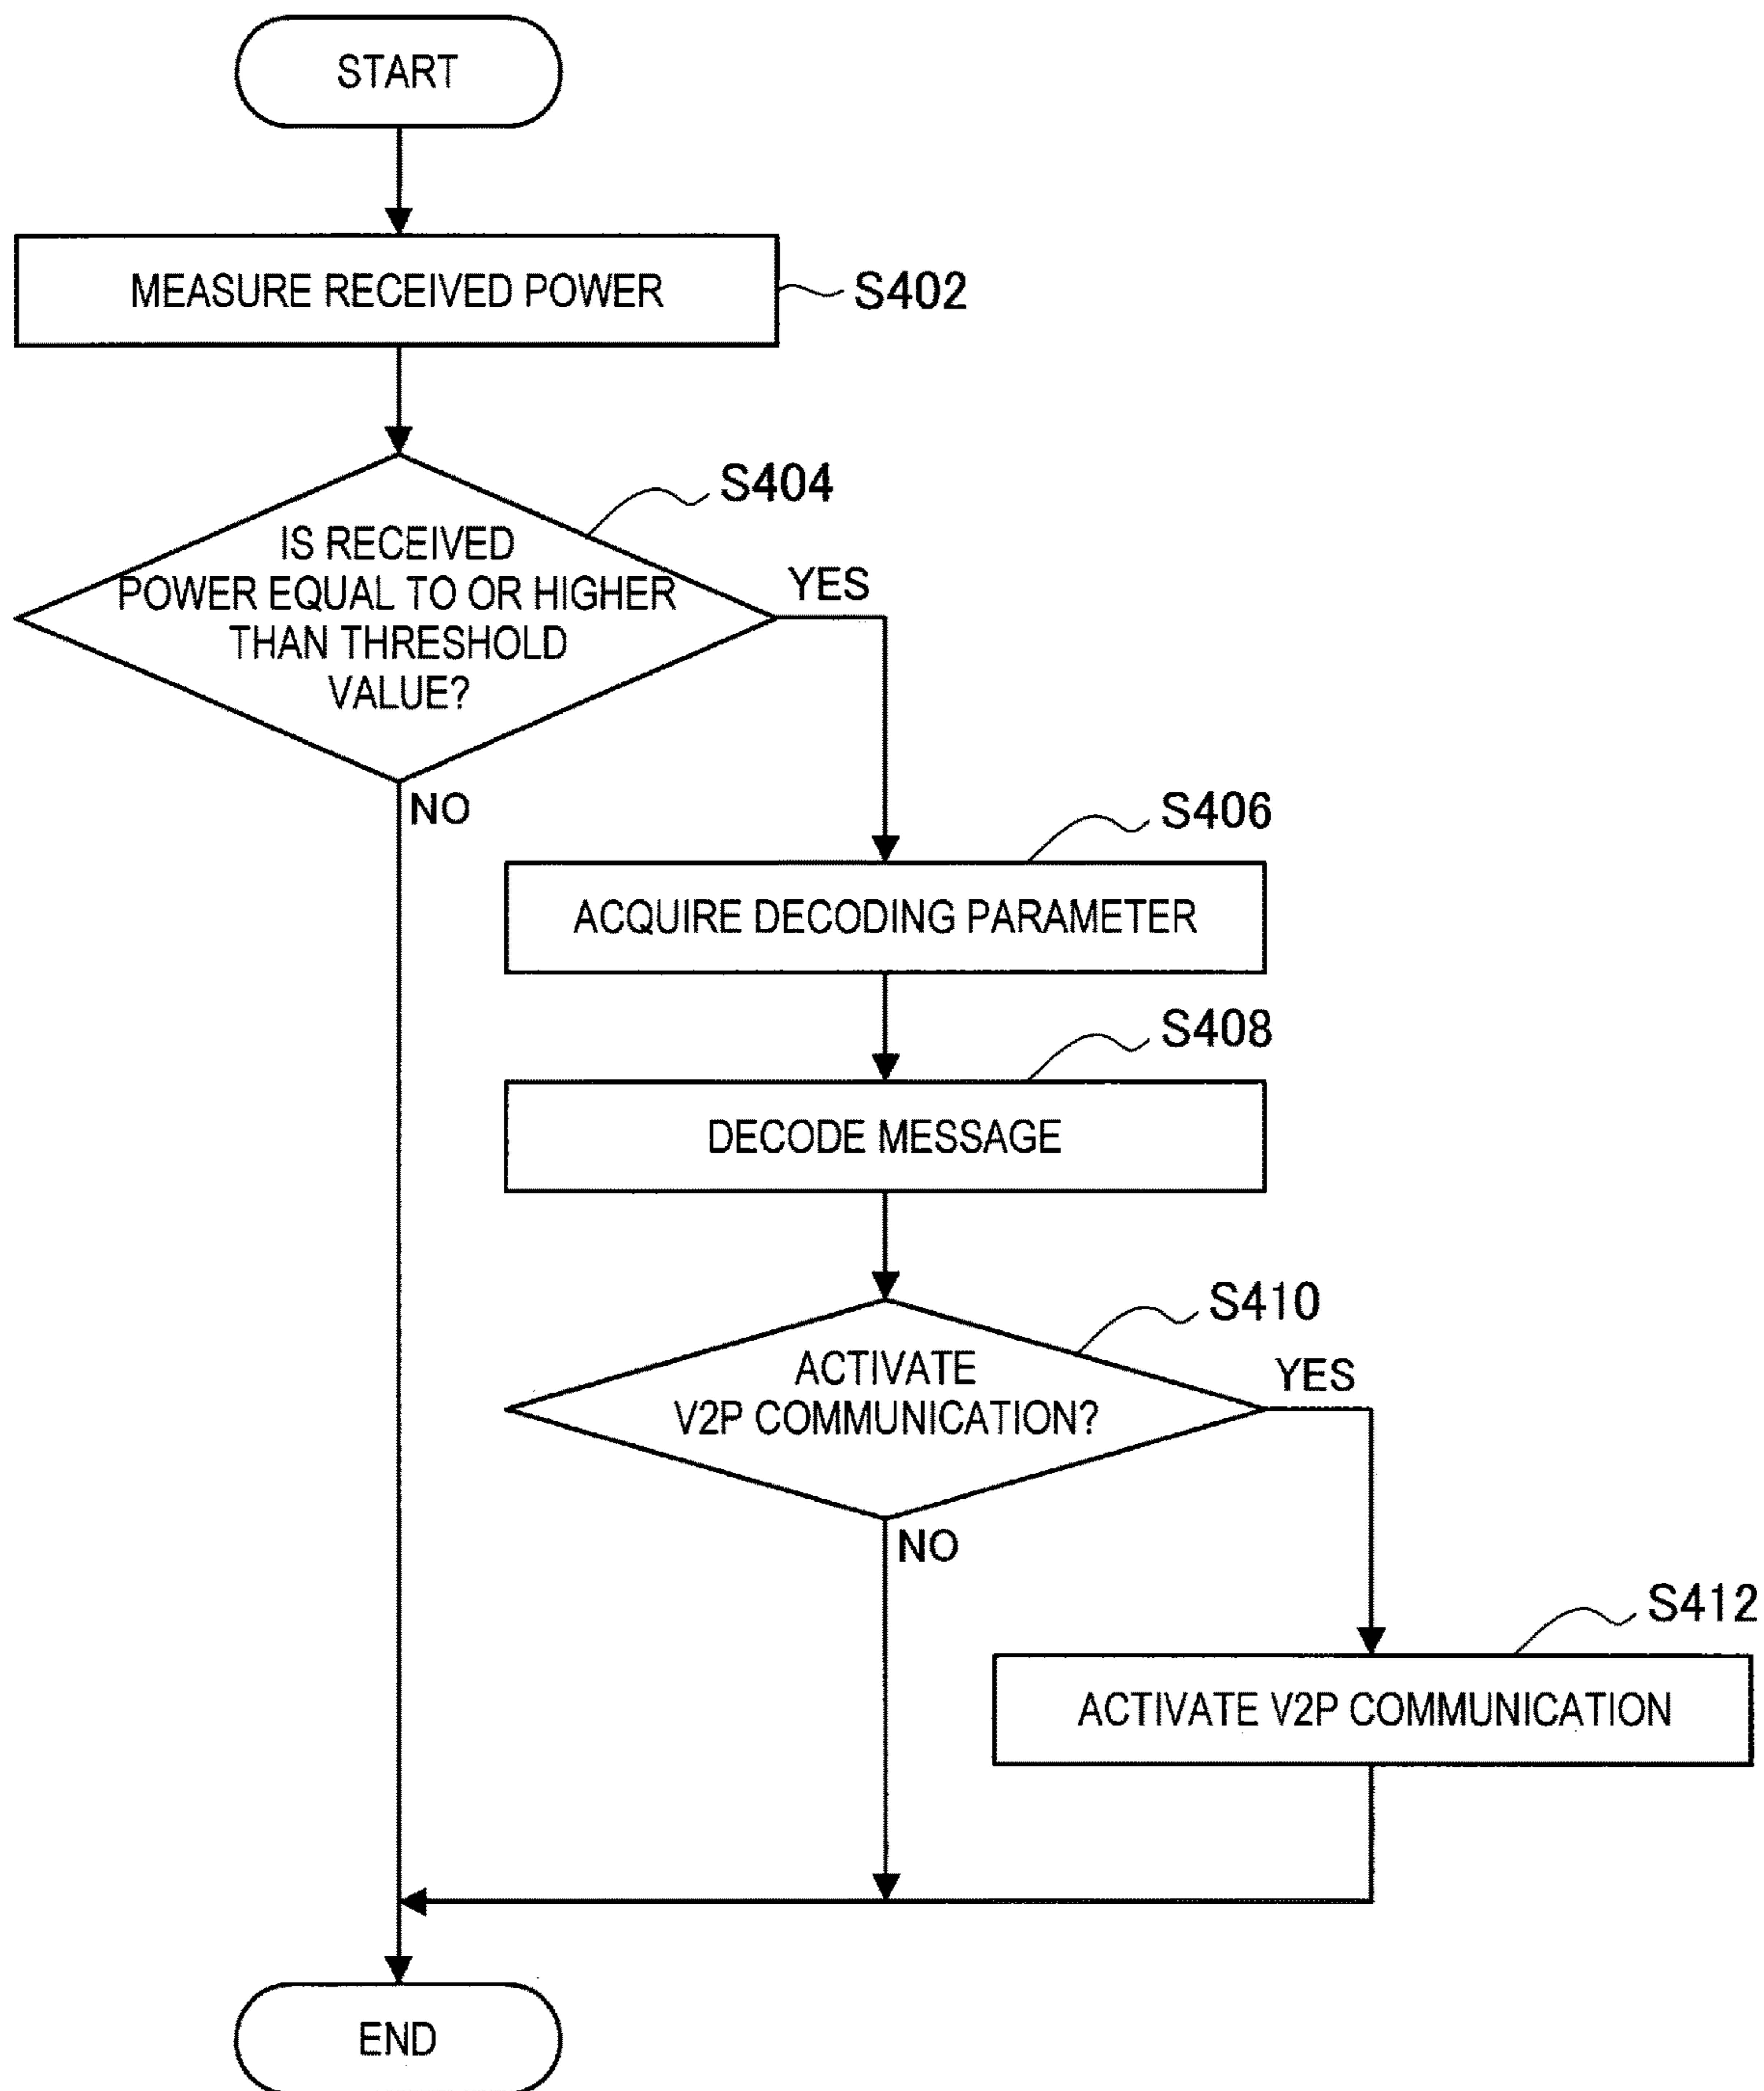 START
MEASURE RECEIVED POWER
S402
S404
IS RECEIVED
POWER EQUAL TO OR HIGHER
THAN THRESHOLD
VALUE?
YES
NO
S406
ACQUIRE DECODING PARAMETER
S408
DECODE MESSAGE
S410
ACTIVATE
V2P COMMUNICATION?
YES
NO
S412
ACTIVATE V2P COMMUNICATION
END